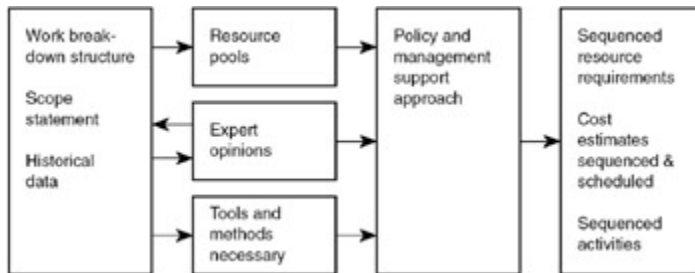 Work break-
down structure
Scope
statement
Historical
data
Resource
pools
Expert
opinions
Tools and
methods
necessary
Policy and
management
support
approach
Sequenced
resource
requirements
Cost
estimates
sequenced &
scheduled
Sequenced
activities